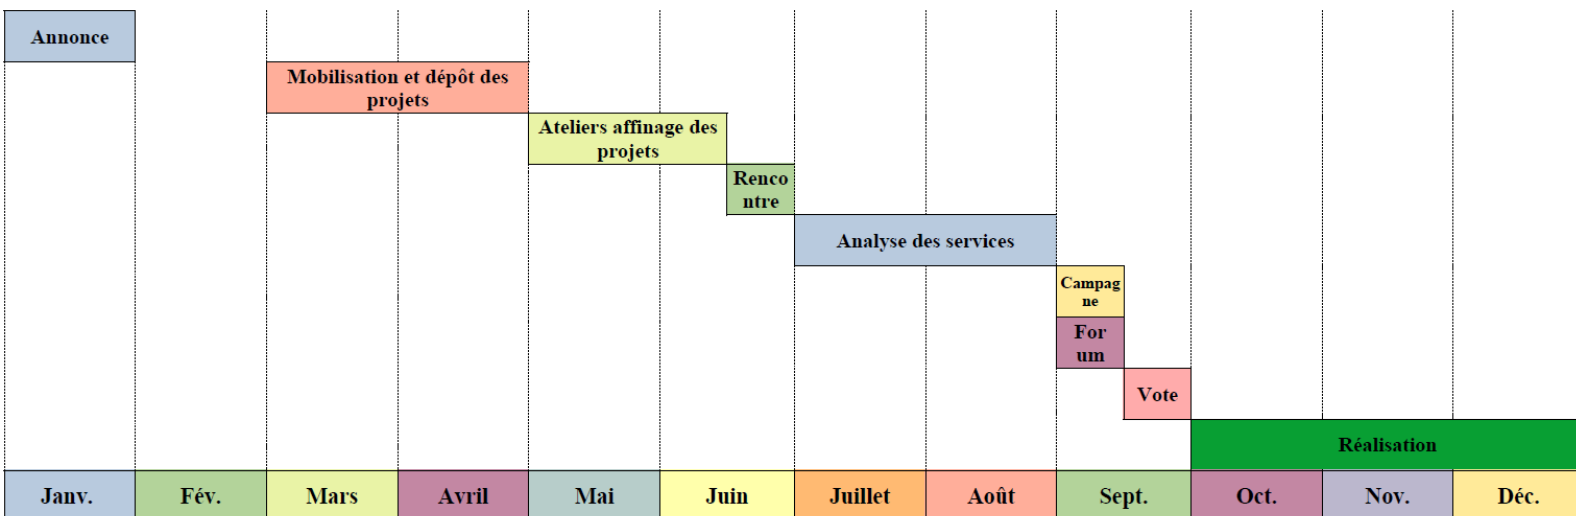 Annonce
Mobilisation et dépôt des
projets
Ateliers affinage des
projets
Renco
ntre
Analyse des services
Campag
ne
For
um
Vote
Réalisation
Janv. Fév. Mars Avril Mai Juin Juillet Août Sept. Oct. Nov. Déc.